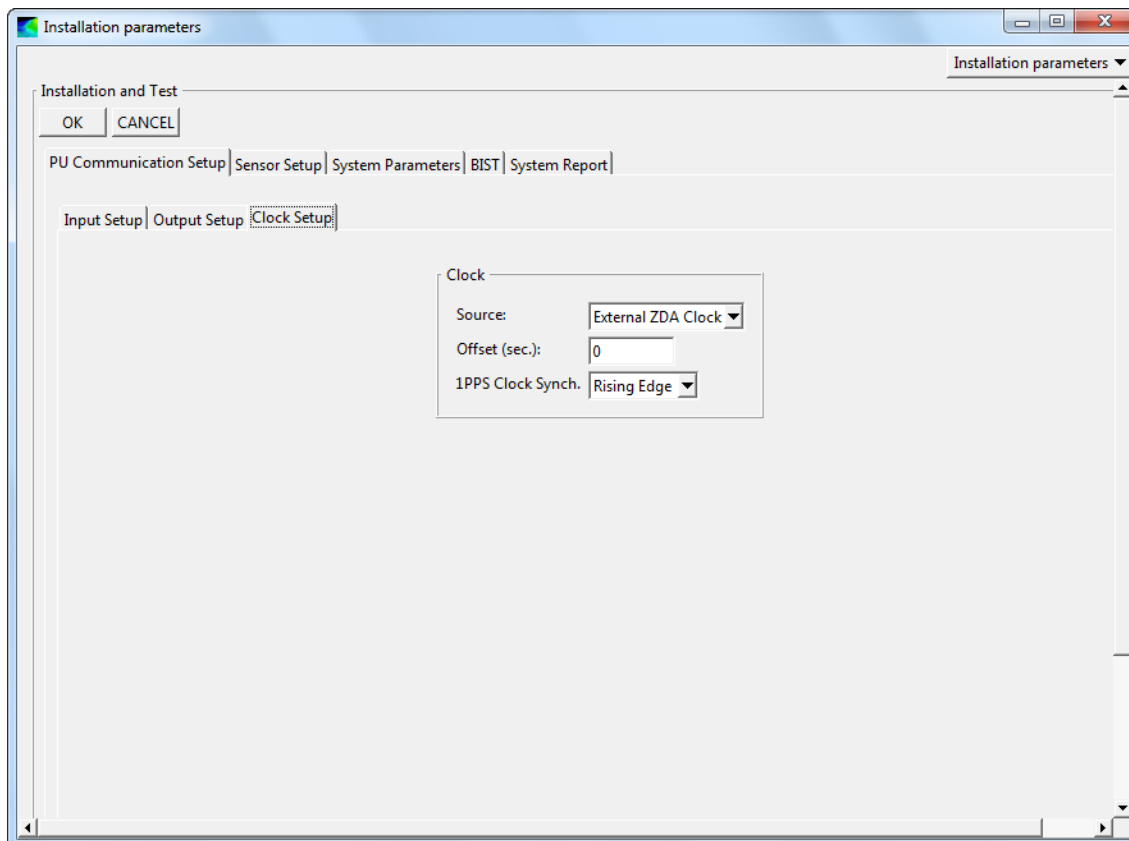 Installation parameters
Installation parameters
Installation and Test
OK CANCEL
PU Communication Setup Sensor Setup System Parameters BIST System Report
Input Setup Output Setup Clock Setup
Clock
Source: External ZDA Clock
Offset (sec.): 0
1PPS Clock Synch. Rising Edge